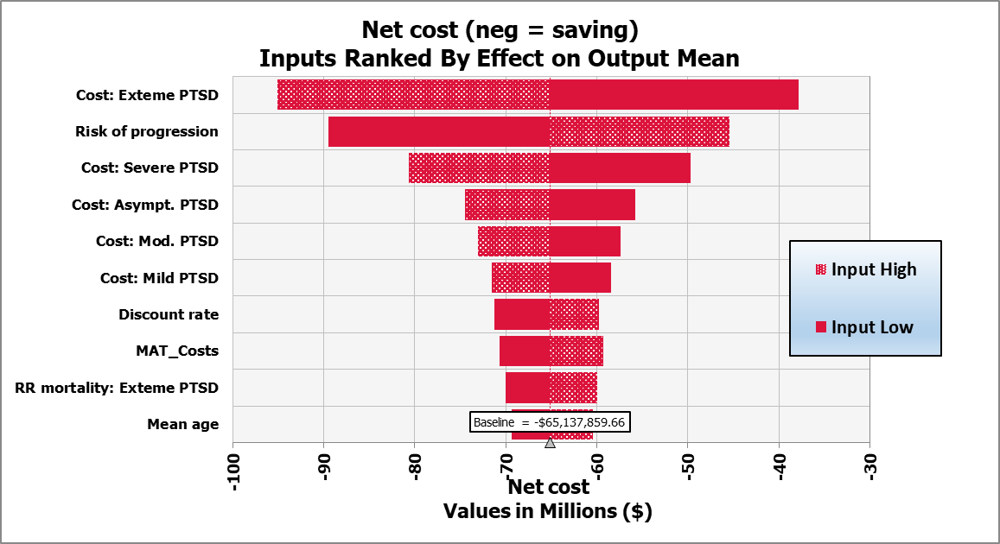 Net cost (neg = saving)
Inputs Ranked By Effect on Output Mean
Cost: Exteme PTSD
Risk of progression
Cost: Severe PTSD
Cost: Asympt. PTSD
Cost: Mod. PTSD
Cost: Mild PTSD
Discount rate
MAT_Costs
RR mortality: Exteme PTSD
Mean age
Input High
Input Low
Baseline = -$65,137,859.66
-100
-90
-80
-70
-60
-50
-40
-30
Net cost
Values in Millions ($)